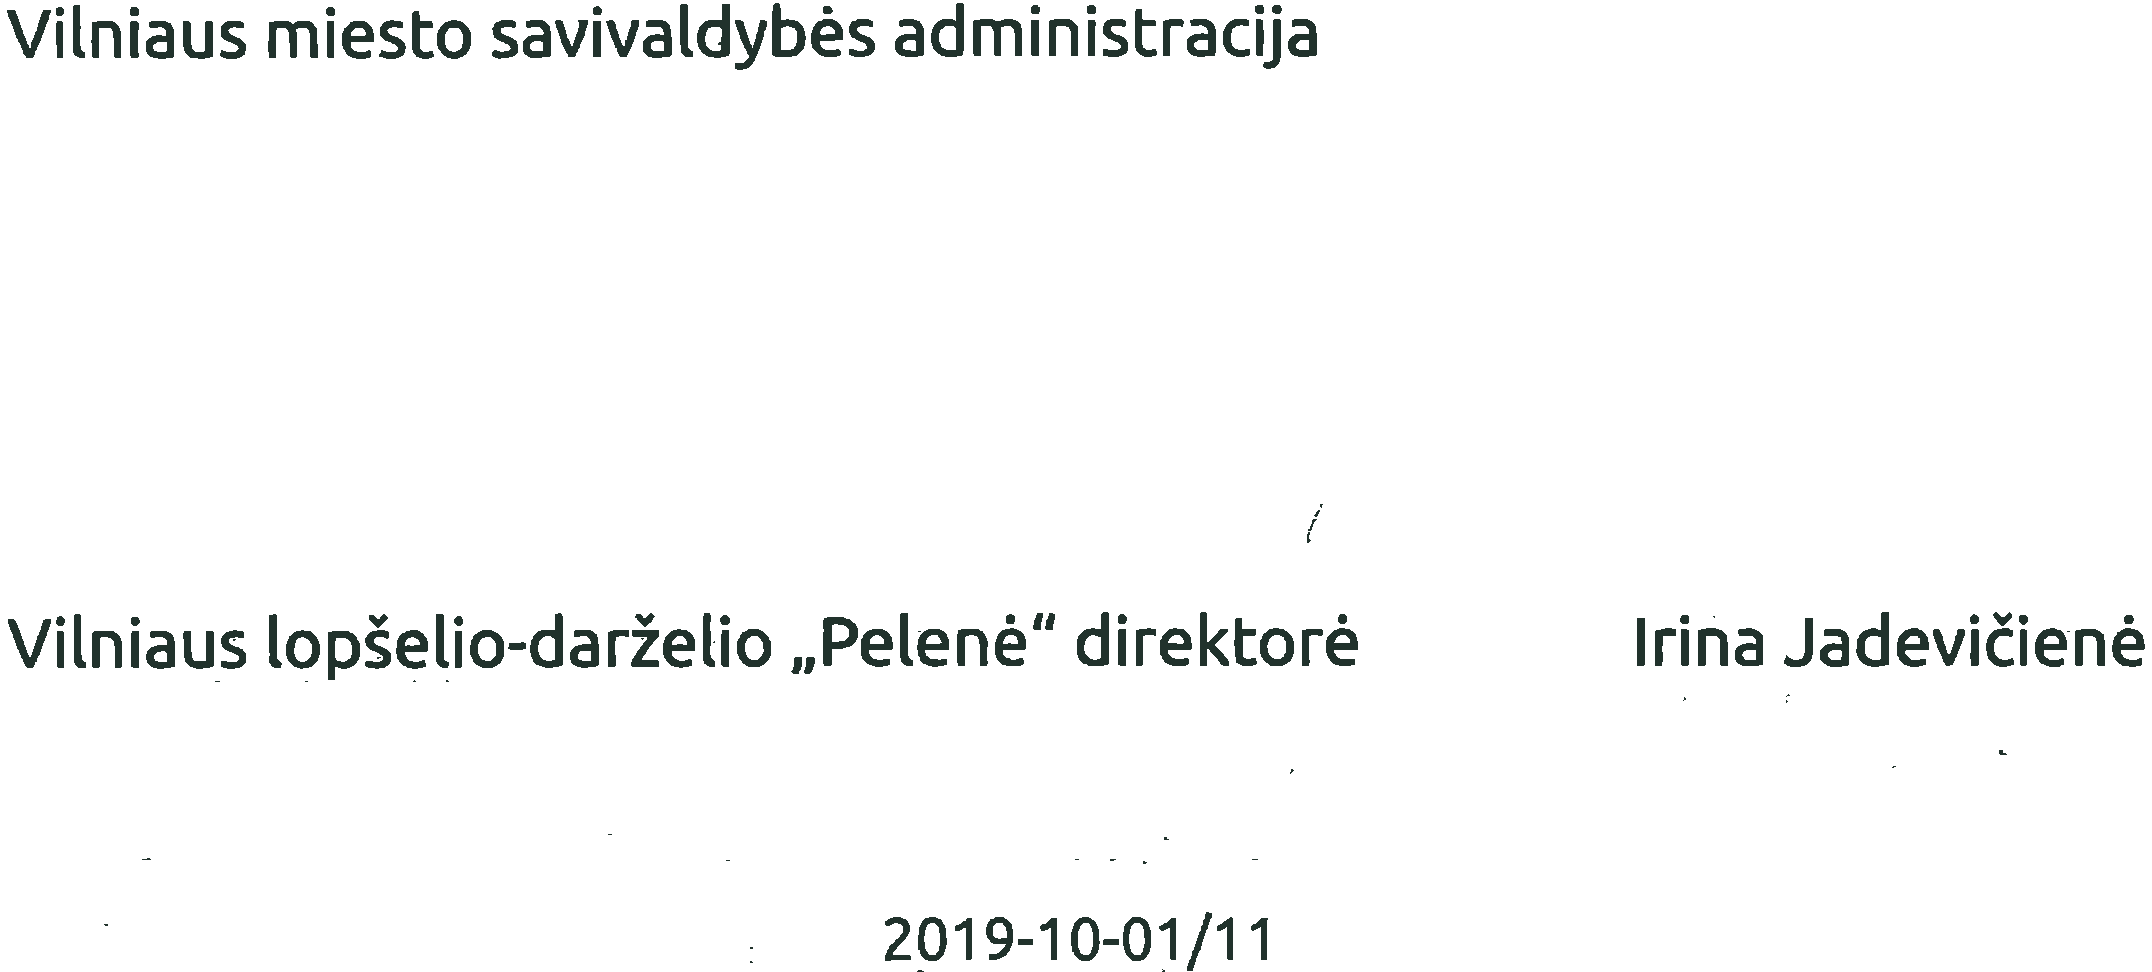 Vilniaus miesto savivaldybės administracija
Vilniaus lopšelio-darželio „Pelenė“ direktorė Irina Jadevičienė
2019-10-01/11